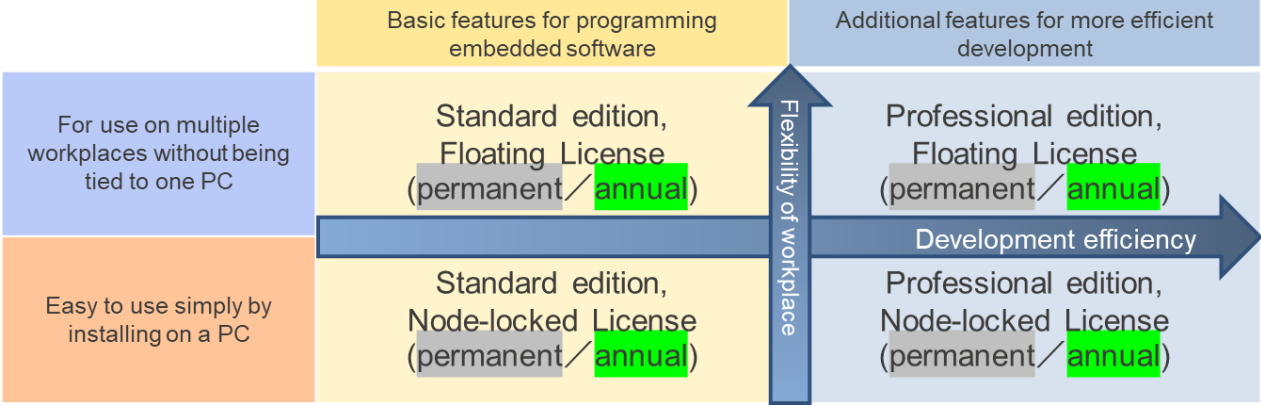 Basic features for programming
embedded software
Additional features for more efficient
development
For use on multiple
workplaces without being
tied to one PC
Standard edition,
Floating License
(permanent／annual)
Flexibility of workplace
Professional edition,
Floating License
(permanent／annual)
Development efficiency
Easy to use simply by
installing on a PC
Standard edition,
Node-locked License
(permanent／annual)
Professional edition,
Node-locked License
(permanent／annual)